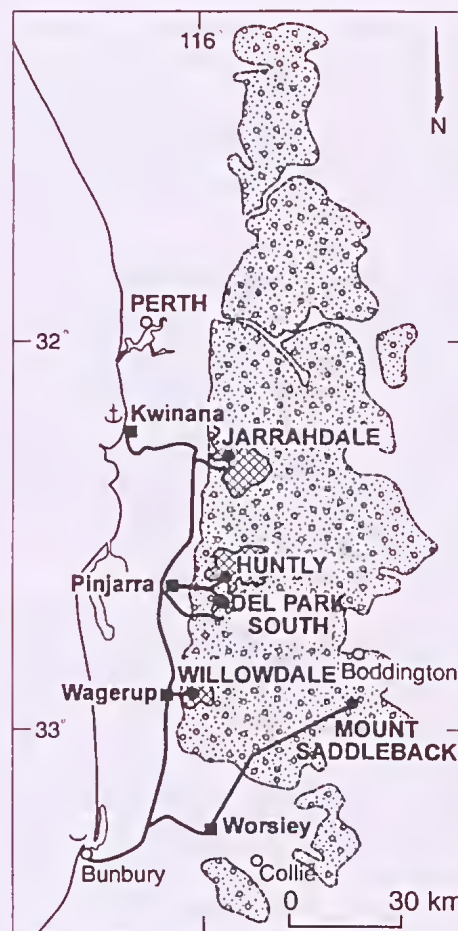 116°
N
PERTH
32°
Kwinana
JARRAHDALE
HUNTLY
Pinjarra
DEL PARK
SOUTH
Boddington
WILLOWDALE
Wagerup
33°
MOUNT
SADDLEBACK
Worsley
Bunbury
Collie
0 30 km